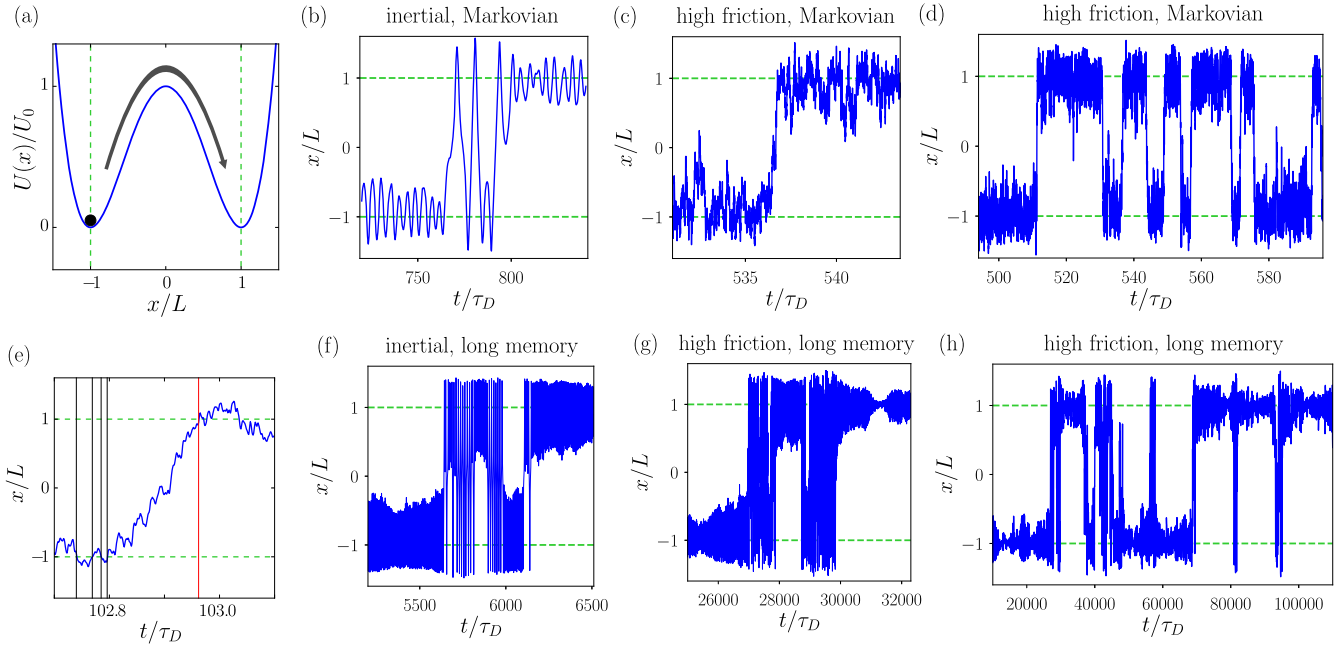 (a)
U(x)/U₀
1
0
−1
0
1
x/L
(b)
inertial, Markovian
x/L
1
0
−1
750
800
t/τ_D
(c)
high friction, Markovian
x/L
1
0
−1
535
540
t/τ_D
(d)
high friction, Markovian
x/L
1
0
−1
500
520
540
560
580
t/τ_D
(e)
x/L
1
0
−1
102.8
103.0
t/τ_D
(f)
inertial, long memory
x/L
1
0
−1
5500
6000
6500
t/τ_D
(g)
high friction, long memory
x/L
1
0
−1
26000
28000
30000
32000
t/τ_D
(h)
high friction, long memory
x/L
1
0
−1
20000
40000
60000
80000
100000
t/τ_D